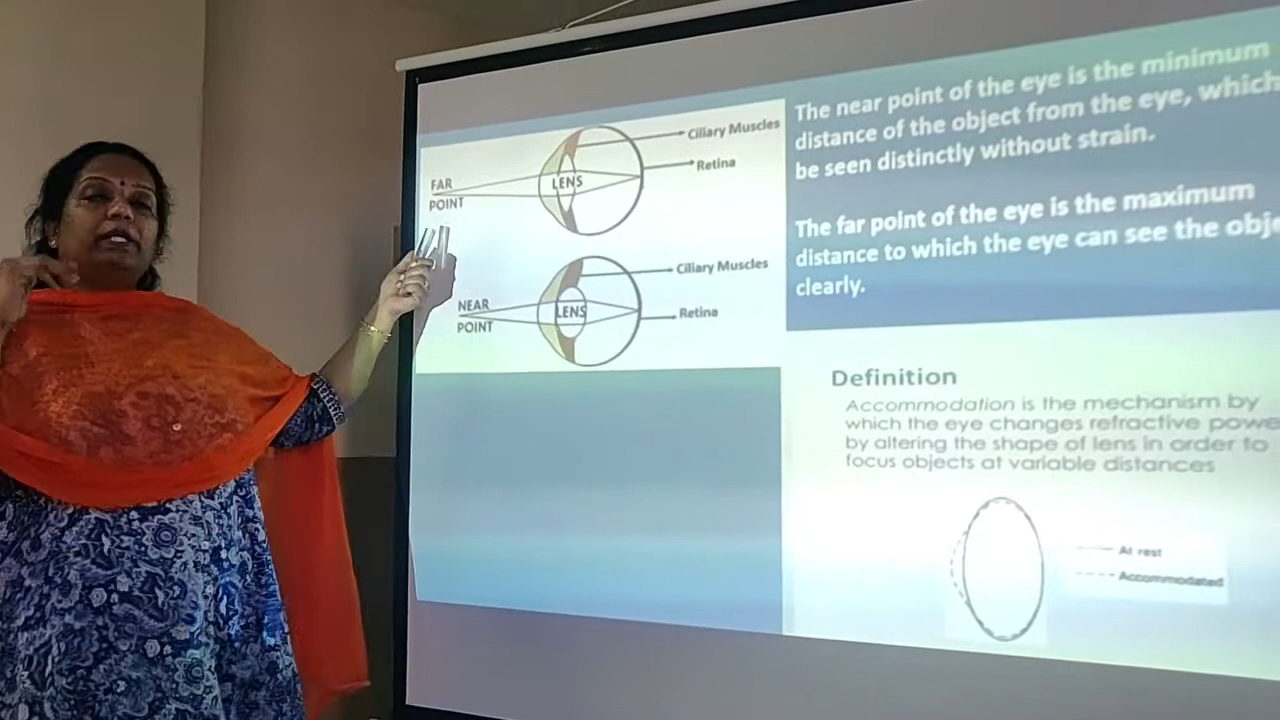 FAR
POINT
LENS
Ciliary Muscles
Retina
NEAR
POINT
LENS
Ciliary Muscles
Retina
The near point of the eye is the minimum
distance of the object from the eye, which
be seen distinctly without strain.
The far point of the eye is the maximum
distance to which the eye can see the obje
clearly.
Definition
Accommodation is the mechanism by
which the eye changes refractive powe
by altering the shape of lens in order to
focus objects at variable distances
At rest
Accommodated